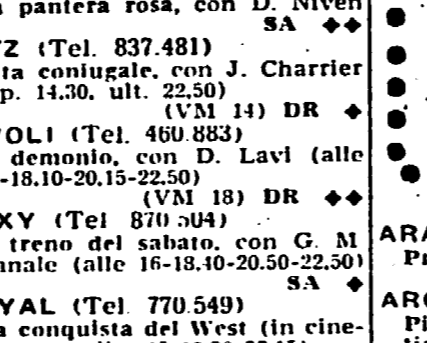 pantera rosa, con D. Niven
SA ◆◆
TZ (Tel. 837.481)
ta coniugale, con J. Charrier
p. 14.30, ult. 22,50)
(VM 14) DR ◆
OLI (Tel. 460.883)
demonio, con D. Lavi (alle
-18.10-20.15-22.50)
(VM 18) DR ◆◆
XY (Tel 870.504)
treno del sabato, con G. M
nnale (alle 16-18.40-20.50-22.50)
SA ◆
YAL (Tel. 770.549)
a conquista del West (in cine-
ARA
P
ARC
Pi